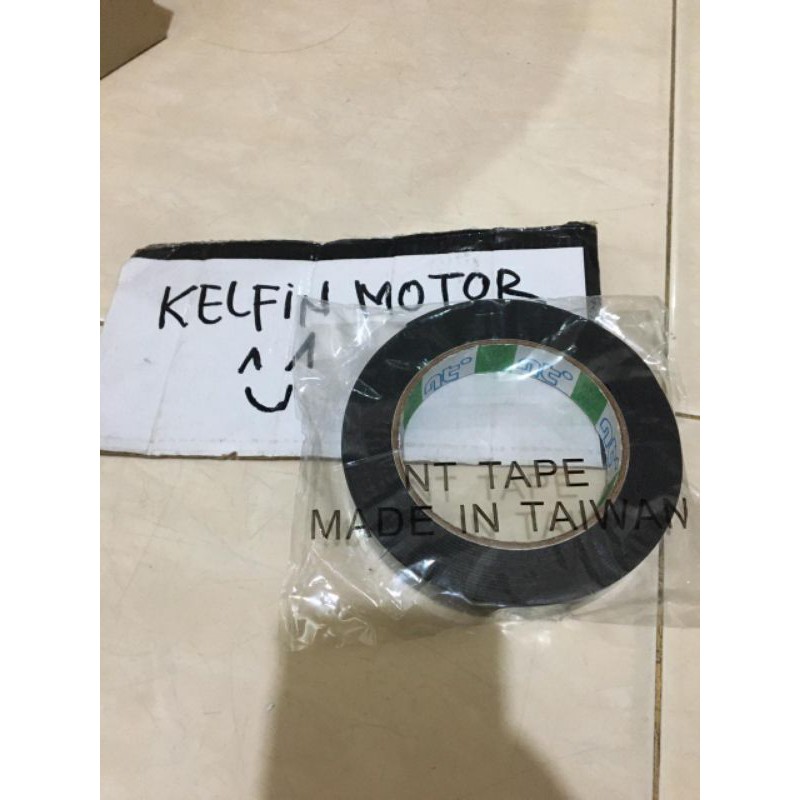 KELFiN MOTOR
NT TAPE
MADE IN TAIWAN